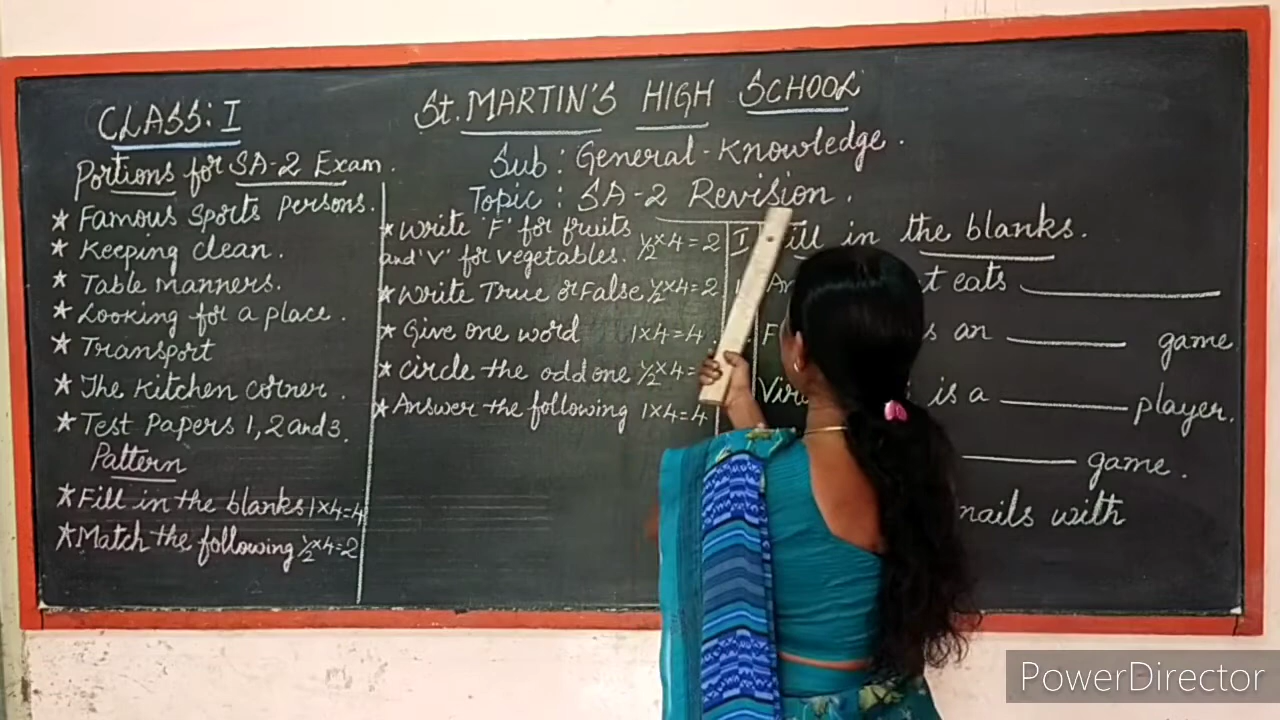 CLASS: I
St. MARTIN'S HIGH SCHOOL
Sub : General-Knowledge.
Topic : SA-2 Revision.
Portions for SA-2 Exam.
★ Famous Sports Persons.
★ Keeping clean.
★ Table manners.
★ Looking for a place.
★ Transport
★ The Kitchen corner.
★ Test Papers 1, 2 and 3.
Pattern
★ Fill in the blanks 1×4=4
★ Match the following ½×4=2
★ Write 'F' for fruits
and 'V' for vegetables. ½×4=2
★ Write True or False ½×4=2
★ Give one word 1×4=4
★ Circle the odd one ½×4=
★ Answer the following 1×4=4
I in the blanks.
eats ______
an ______ game
is a ______ player.
______ game.
nails with
PowerDirector